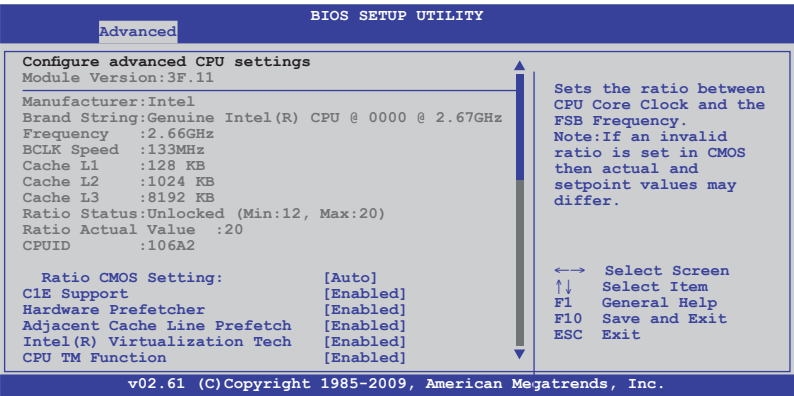 BIOS SETUP UTILITY
Advanced
Configure advanced CPU settings
Module Version:3F.11
Manufacturer:Intel
Brand String:Genuine Intel(R) CPU @ 0000 @ 2.67GHz
Frequency :2.66GHz
BCLK Speed :133MHz
Cache L1 :128 KB
Cache L2 :1024 KB
Cache L3 :8192 KB
Ratio Status:Unlocked (Min:12, Max:20)
Ratio Actual Value :20
CPUID :106A2
Ratio CMOS Setting: [Auto]
C1E Support [Enabled]
Hardware Prefetcher [Enabled]
Adjacent Cache Line Prefetch [Enabled]
Intel(R) Virtualization Tech [Enabled]
CPU TM Function [Enabled]
Sets the ratio between
CPU Core Clock and the
FSB Frequency.
Note:If an invalid
ratio is set in CMOS
then actual and
setpoint values may
differ.
←→ Select Screen
↑↓ Select Item
F1 General Help
F10 Save and Exit
ESC Exit
v02.61 (C)Copyright 1985-2009, American Megatrends, Inc.